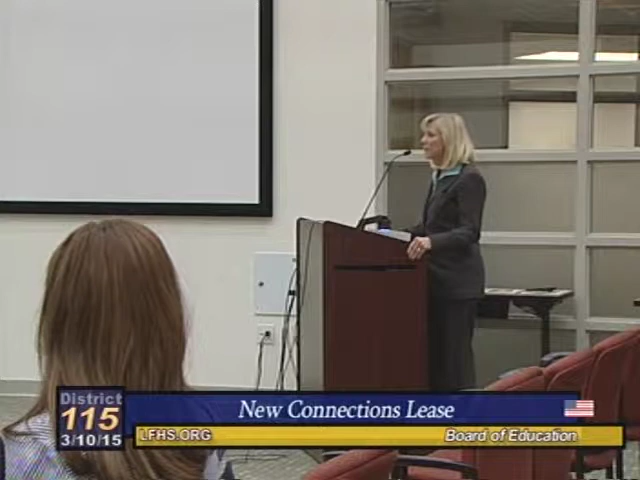 District
115
3/10/15
New Connections Lease
LFHS.ORG
Board of Education